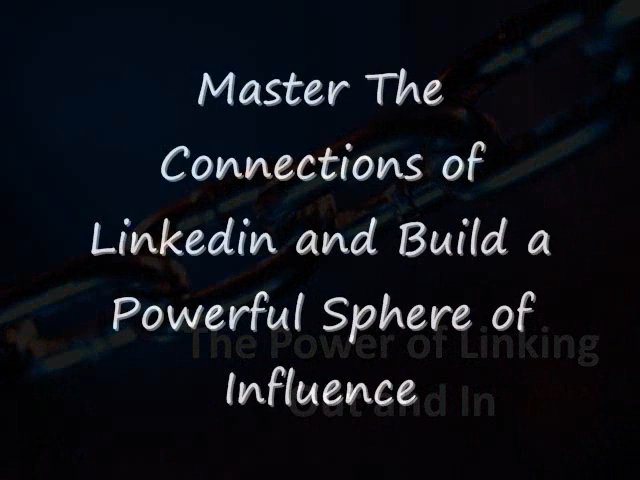 Master The
Connections of
Linkedin and Build a
Powerful Sphere of
The Power of Linking
Influence
Out and In